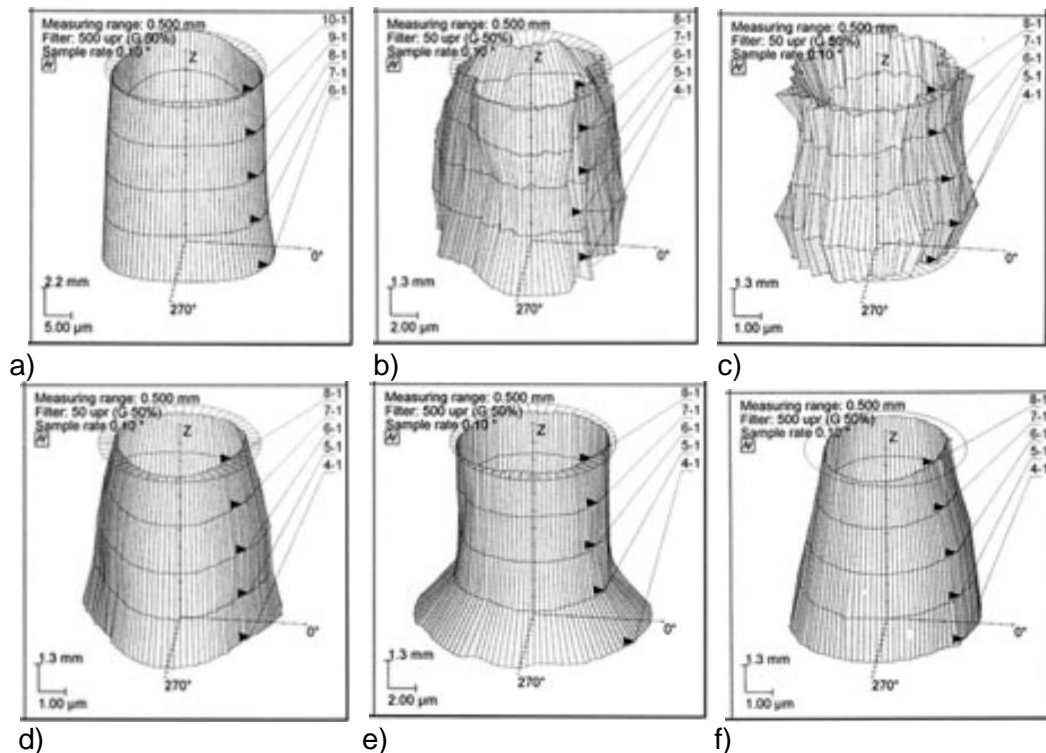 Measuring range: 0.500 mm
Filter: 500 upr (G 50%)
Sample rate 0.10 °
10-1
9-1
8-1
7-1
6-1
Z
0°
270°
2.2 mm
5.00 µm
a)
Measuring range: 0.500 mm
Filter: 50 upr (G 50%)
Sample rate 0.10 °
8-1
7-1
6-1
5-1
4-1
Z
0°
270°
1.3 mm
2.00 µm
b)
Measuring range: 0.500 mm
Filter: 50 upr (G 50%)
Sample rate 0.10 °
8-1
7-1
6-1
5-1
4-1
Z
0°
270°
1.3 mm
1.00 µm
c)
Measuring range: 0.500 mm
Filter: 50 upr (G 50%)
Sample rate 0.10 °
8-1
7-1
6-1
5-1
4-1
Z
0°
270°
1.3 mm
1.00 µm
d)
Measuring range: 0.500 mm
Filter: 500 upr (G 50%)
Sample rate 0.10 °
8-1
7-1
6-1
5-1
4-1
Z
0°
270°
1.3 mm
2.00 µm
e)
Measuring range: 0.500 mm
Filter: 500 upr (G 50%)
Sample rate 0.10 °
8-1
7-1
6-1
5-1
4-1
Z
0°
270°
1.3 mm
1.00 µm
f)